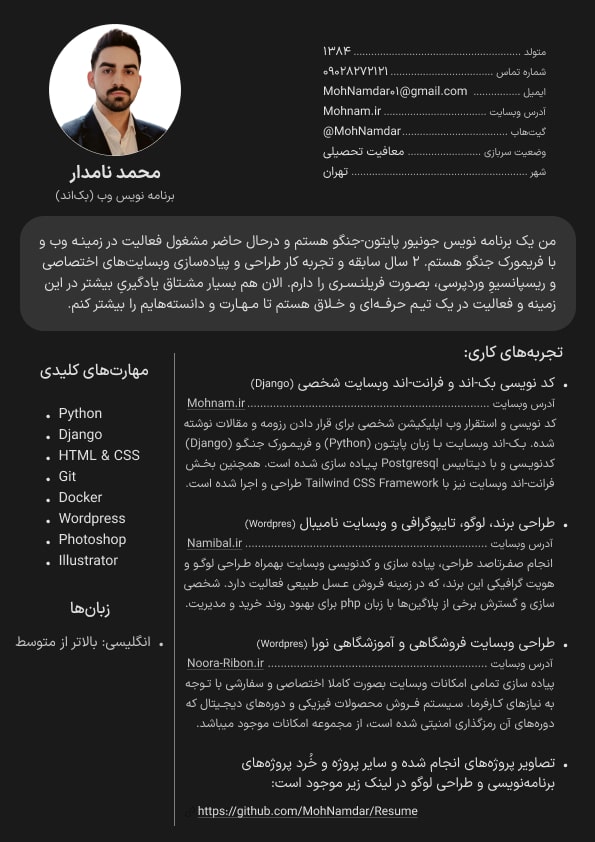 متولد ........ ۱۳۸۴
شماره تماس ........ ۰۹۰۲۸۲۷۲۱۲۱
ایمیل ........ MohNamdar۰۱@gmail.com
آدرس وبسایت ........ Mohnam.ir
گیت‌هاب ........ @MohNamdar
وضعیت سربازی ........ معافیت تحصیلی
شهر ........ تهران
محمد نامدار
برنامه نویس وب (بک‌اند)
من یک برنامه نویس جونیور پایتون-جنگو هستم و درحال حاضر مشغول فعالیت در زمینه وب و
با فریمورک جنگو هستم. ۲ سال سابقه و تجربه کار طراحی و پیاده‌سازی وبسایت‌های اختصاصی
و ریسپانسیو وردپرسی، بصورت فریلنسری را دارم. الان هم بسیار مشتاق یادگیریِ بیشتر در این
زمینه و فعالیت در یک تیم حرفه‌ای و خلاق هستم تا مهارت و دانسته‌هایم را بیشتر کنم.
تجربه‌های کاری:
• کد نویسی بک-اند و فرانت-اند وبسایت شخصی (Django)
آدرس وبسایت ........ Mohnam.ir
کد نویسی و استقرار وب اپلیکیشن شخصی برای قرار دادن رزومه و مقالات نوشته
شده. بک-اند وبسایت با زبان پایتون (Python) و فریمورک جنگو (Django)
کدنویسی و با دیتابیس Postgresql پیاده سازی شده است. همچنین بخش
فرانت-اند وبسایت نیز با Tailwind CSS Framework طراحی و اجرا شده است.
• طراحی برند، لوگو، تایپوگرافی و وبسایت نامیبال (Wordpres)
آدرس وبسایت ........ Namibal.ir
انجام صفرتاصد طراحی، پیاده سازی و کدنویسی وبسایت بهمراه طراحی لوگو و
هویت گرافیکی این برند، که در زمینه فروش عسل طبیعی فعالیت دارد. شخصی
سازی و گسترش برخی از پلاگین‌ها با زبان php برای بهبود روند خرید و مدیریت.
• طراحی وبسایت فروشگاهی و آموزشگاهی نورا (Wordpres)
آدرس وبسایت ........ Noora-Ribon.ir
پیاده سازی تمامی امکانات وبسایت بصورت کاملا اختصاصی و سفارشی با توجه
به نیازهای کارفرما. سیستم فروش محصولات فیزیکی و دوره‌های دیجیتال که
دوره‌های آن رمزگذاری امنیتی شده است، از مجموعه امکانات موجود میباشد.
• تصاویر پروژه‌های انجام شده و سایر پروژه و خُرد پروژه‌های
برنامه‌نویسی و طراحی لوگو در لینک زیر موجود است:
https://github.com/MohNamdar/Resume
مهارت‌های کلیدی
• Python
• Django
• HTML & CSS
• Git
• Docker
• Wordpress
• Photoshop
• Illustrator
زبان‌ها
• انگلیسی: بالاتر از متوسط